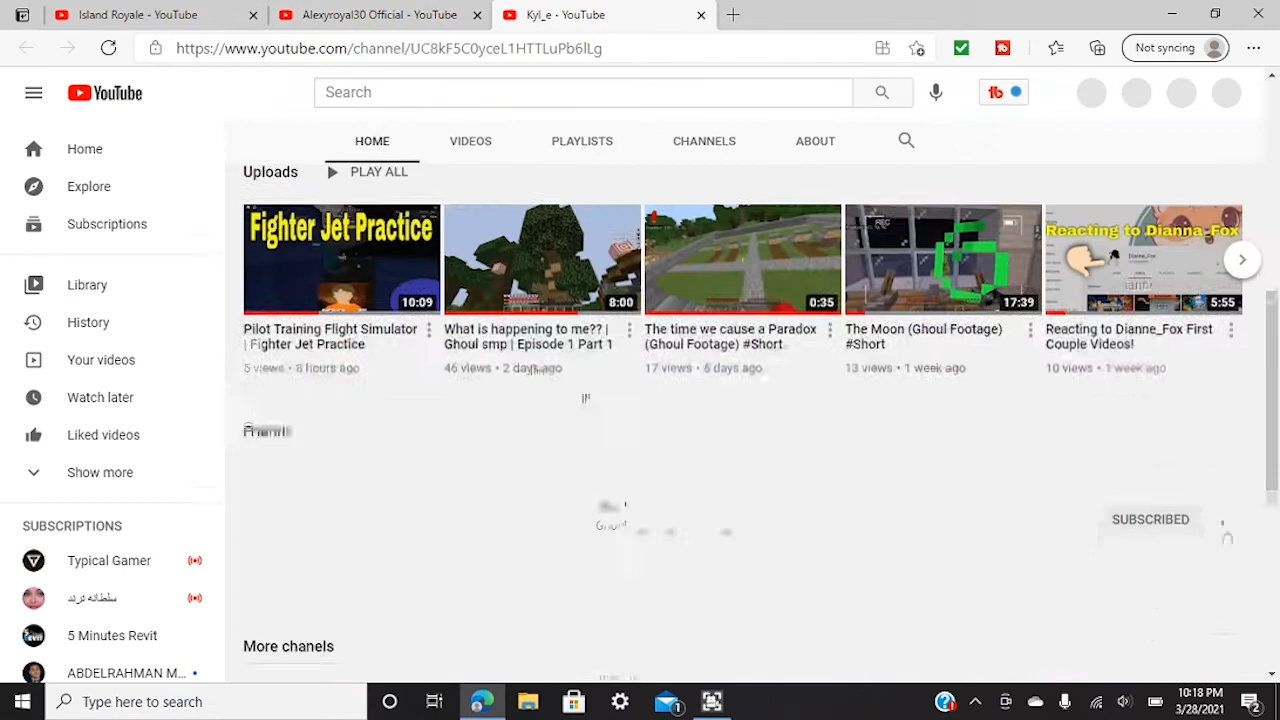 Island Royale - YouTube
Alexyroyal30 Official - YouTube
Kyl_e - YouTube
https://www.youtube.com/channel/UC8kF5C0yceL1HTTLuPb6lLg
Not syncing
YouTube
Search
HOME VIDEOS PLAYLISTS CHANNELS ABOUT
Home
Explore
Subscriptions
Library
History
Your videos
Watch later
Liked videos
Show more
SUBSCRIPTIONS
Typical Gamer
سلطانه ترند
5 Minutes Revit
ABDELRAHMAN M...
Uploads PLAY ALL
Fighter Jet Practice
10:09
Pilot Training Flight Simulator
| Fighter Jet Practice
5 views • 8 hours ago
8:00
What is happening to me?? |
Ghoul smp | Episode 1 Part 1
46 views • 2 days ago
0:35
The time we cause a Paradox
(Ghoul Footage) #Short
17 views • 6 days ago
REC
17:39
The Moon (Ghoul Footage)
#Short
13 views • 1 week ago
Reacting to Dianna_Fox
5:55
Reacting to Dianne_Fox First
Couple Videos!
10 views • 1 week ago
SUBSCRIBED
More chanels
Type here to search
10:18 PM
3/28/2021